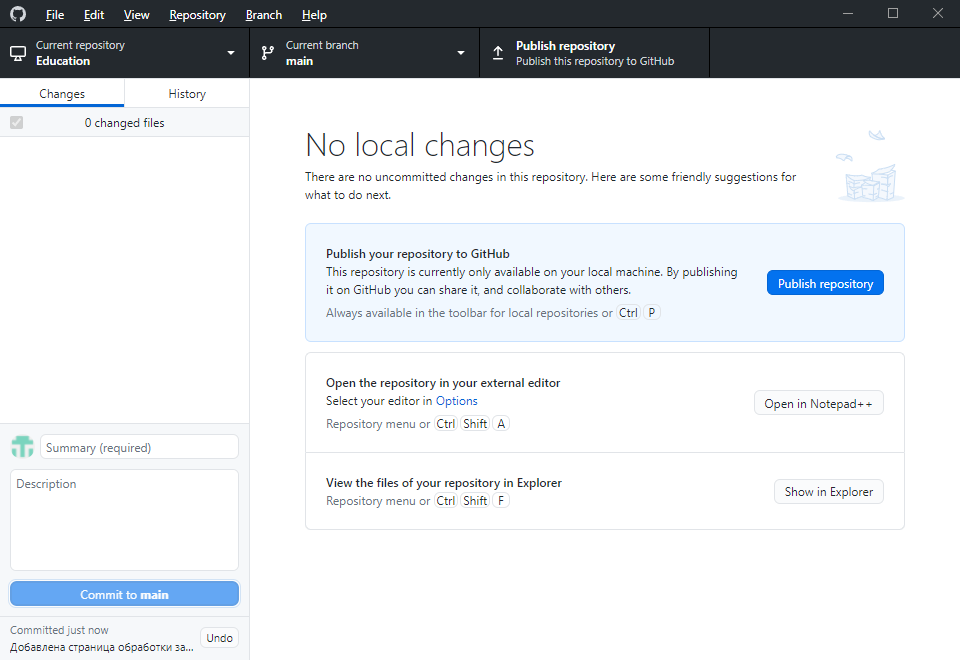 File Edit View Repository Branch Help
Current repository
Education
Current branch
main
Publish repository
Publish this repository to GitHub
Changes
History
0 changed files
No local changes
There are no uncommitted changes in this repository. Here are some friendly suggestions for
what to do next.
Publish your repository to GitHub
This repository is currently only available on your local machine. By publishing
it on GitHub you can share it, and collaborate with others.
Always available in the toolbar for local repositories or Ctrl P
Publish repository
Open the repository in your external editor
Select your editor in Options
Repository menu or Ctrl Shift A
Open in Notepad++
View the files of your repository in Explorer
Repository menu or Ctrl Shift F
Show in Explorer
Summary (required)
Description
Commit to main
Committed just now
Добавлена страница обработки за...
Undo